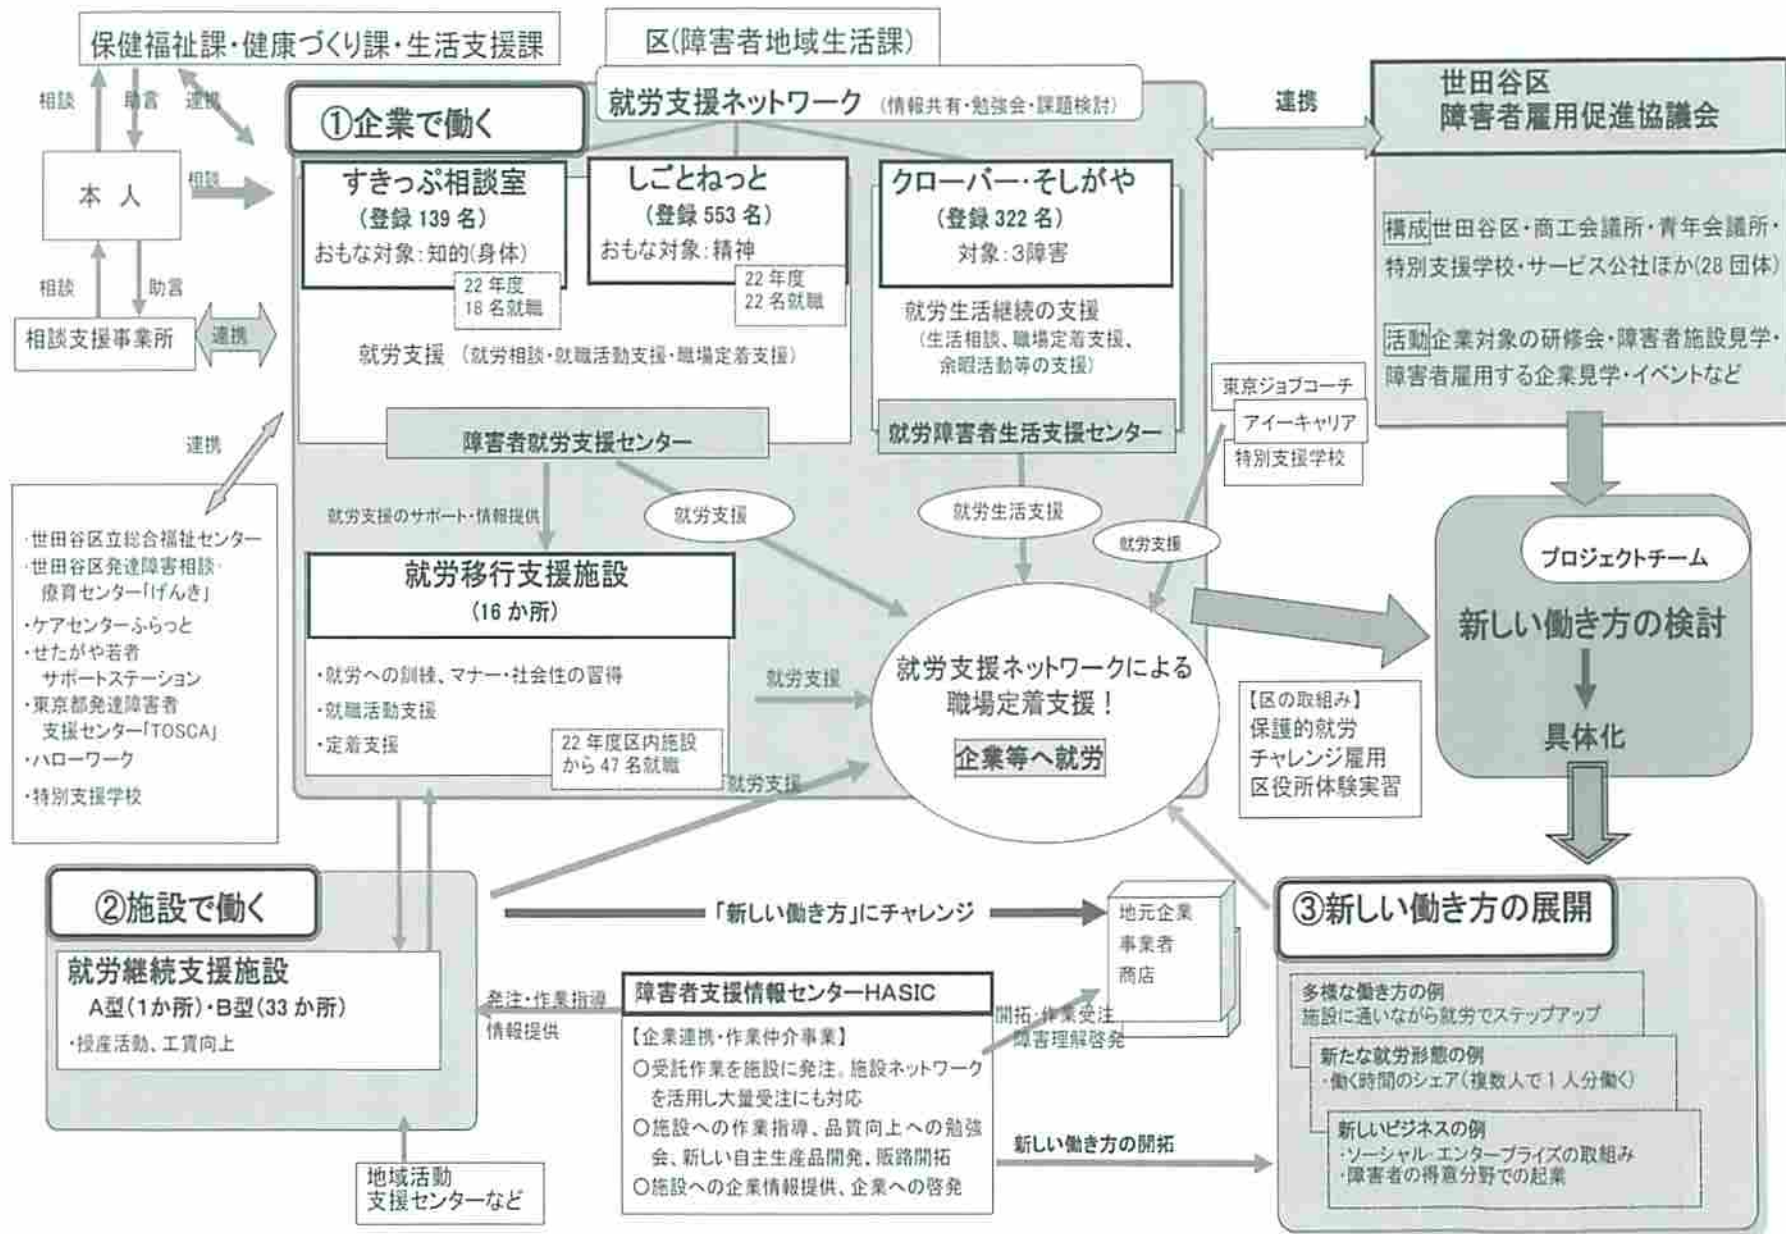 保健福祉課・健康づくり課・生活支援課
区(障害者地域生活課)
相談
助言
連携
本 人
相談
相談
助言
相談支援事業所
連携
連携
・世田谷区立総合福祉センター
・世田谷区発達障害相談・
療育センター「げんき」
・ケアセンターふらっと
・せたがや若者
サポートステーション
・東京都発達障害者
支援センター「TOSCA」
・ハローワーク
・特別支援学校
①企業で働く
就労支援ネットワーク (情報共有・勉強会・課題検討)
すきっぷ相談室
(登録 139 名)
おもな対象：知的(身体)
22 年度
18 名就職
しごとねっと
(登録 553 名)
おもな対象：精神
22 年度
22 名就職
就労支援 (就労相談・就職活動支援・職場定着支援)
障害者就労支援センター
クローバー・そしがや
(登録 322 名)
対象：3障害
就労生活継続の支援
(生活相談、職場定着支援、
余暇活動等の支援)
就労障害者生活支援センター
東京ジョブコーチ
アイーキャリア
特別支援学校
就労支援のサポート・情報提供
就労支援
就労生活支援
就労支援
就労移行支援施設
(16 か所)
・就労への訓練、マナー・社会性の習得
・就職活動支援
・定着支援
22 年度区内施設
から 47 名就職
就労支援
就労支援
就労支援ネットワークによる
職場定着支援！
企業等へ就労
連携
世田谷区
障害者雇用促進協議会
構成 世田谷区・商工会議所・青年会議所・
特別支援学校・サービス公社ほか(28 団体)
活動 企業対象の研修会・障害者施設見学・
障害者雇用する企業見学・イベントなど
プロジェクトチーム
新しい働き方の検討
具体化
【区の取組み】
保護的就労
チャレンジ雇用
区役所体験実習
②施設で働く
就労継続支援施設
A型(1か所)・B型(33 か所)
・授産活動、工賃向上
地域活動
支援センターなど
「新しい働き方」にチャレンジ
地元企業
事業者
商店
発注・作業指導
情報提供
障害者支援情報センターHASIC
【企業連携・作業仲介事業】
○受託作業を施設に発注。施設ネットワーク
を活用し大量受注にも対応
○施設への作業指導、品質向上への勉強
会、新しい自主生産品開発、販路開拓
○施設への企業情報提供、企業への啓発
開拓・作業受注
障害理解啓発
新しい働き方の開拓
③新しい働き方の展開
多様な働き方の例
施設に通いながら就労でステップアップ
新たな就労形態の例
・働く時間のシェア(複数人で1人分働く)
新しいビジネスの例
・ソーシャル・エンタープライズの取組み
・障害者の得意分野での起業